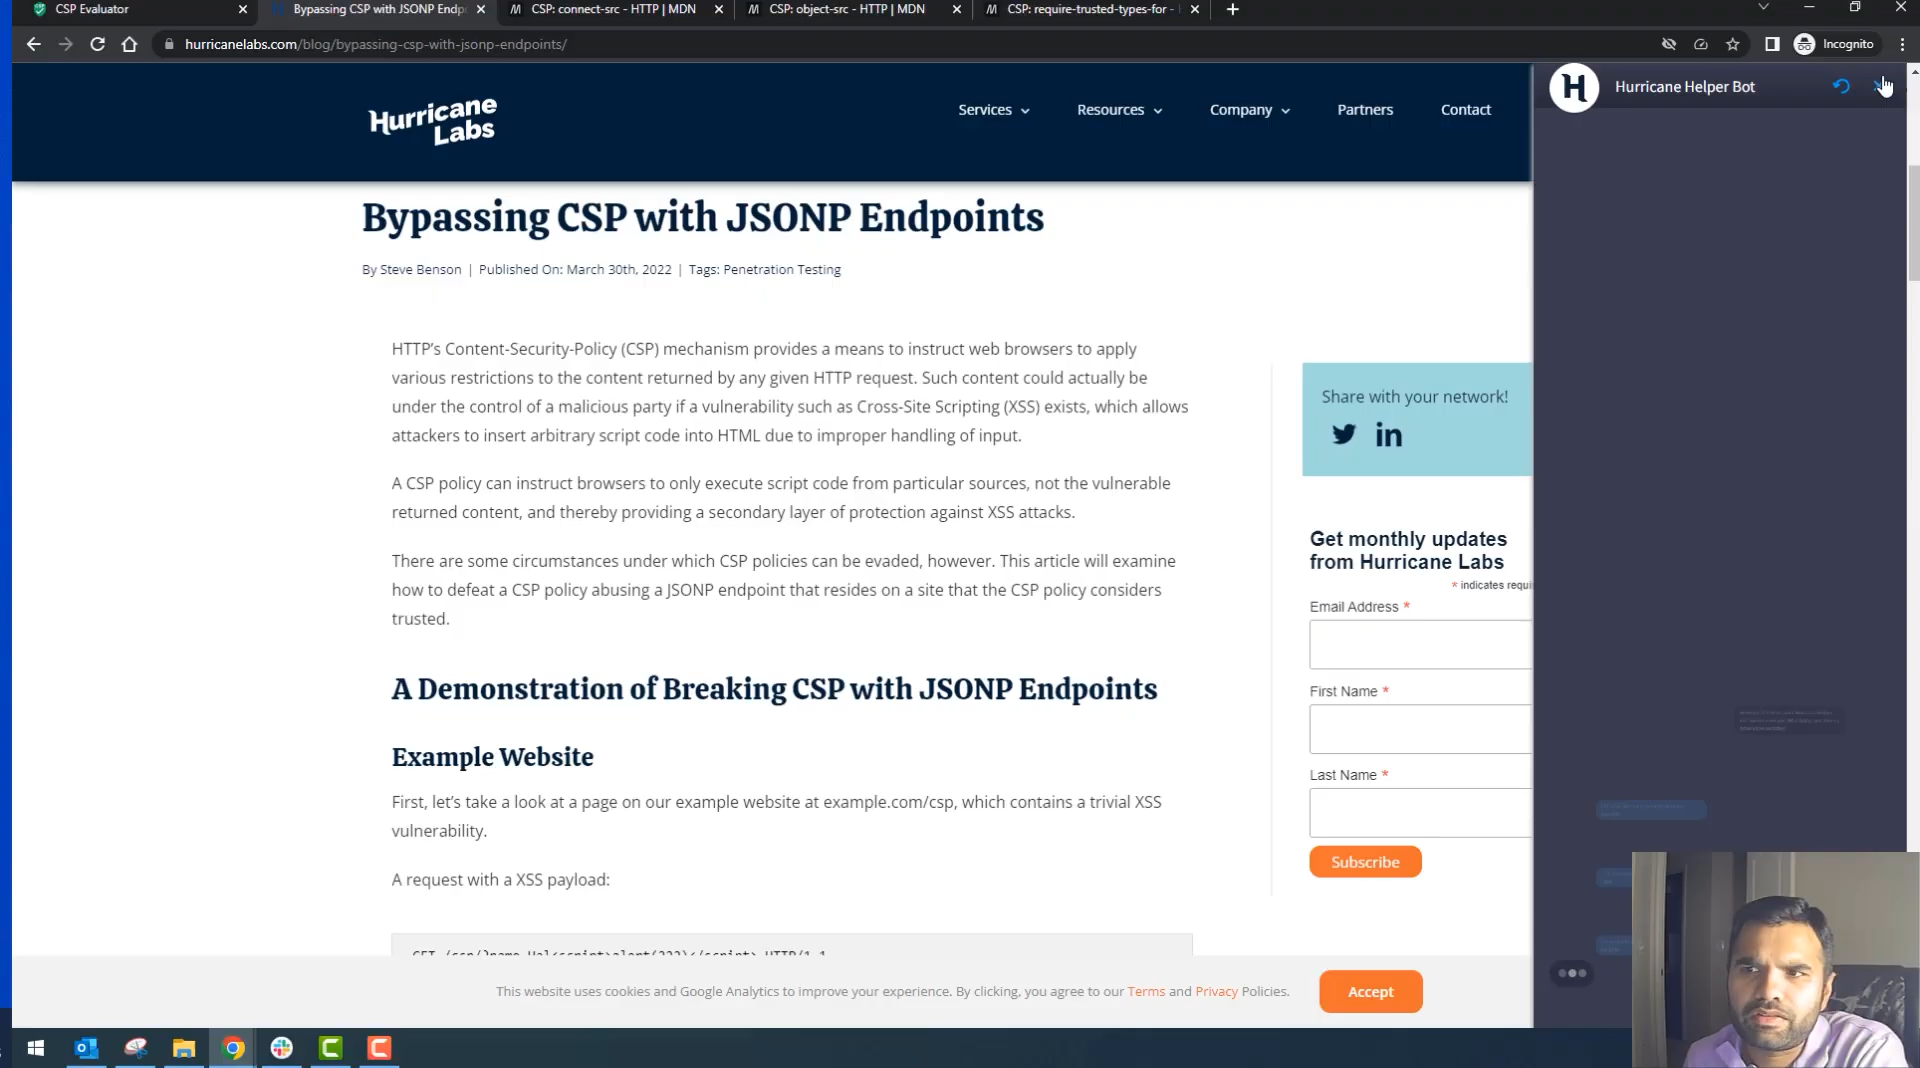 CSP Evaluator
Bypassing CSP with JSONP Endp
CSP: connect-src - HTTP | MDN
CSP: object-src - HTTP | MDN
CSP: require-trusted-types-for -
hurricanelabs.com/blog/bypassing-csp-with-jsonp-endpoints/
Incognito
Hurricane Labs
Services
Resources
Company
Partners
Contact
H Hurricane Helper Bot
Bypassing CSP with JSONP Endpoints
By Steve Benson | Published On: March 30th, 2022 | Tags: Penetration Testing
HTTP’s Content-Security-Policy (CSP) mechanism provides a means to instruct web browsers to apply
various restrictions to the content returned by any given HTTP request. Such content could actually be
under the control of a malicious party if a vulnerability such as Cross-Site Scripting (XSS) exists, which allows
attackers to insert arbitrary script code into HTML due to improper handling of input.
A CSP policy can instruct browsers to only execute script code from particular sources, not the vulnerable
returned content, and thereby providing a secondary layer of protection against XSS attacks.
There are some circumstances under which CSP policies can be evaded, however. This article will examine
how to defeat a CSP policy abusing a JSONP endpoint that resides on a site that the CSP policy considers
trusted.
A Demonstration of Breaking CSP with JSONP Endpoints
Example Website
First, let’s take a look at a page on our example website at example.com/csp, which contains a trivial XSS
vulnerability.
A request with a XSS payload:
Share with your network!
in
Get monthly updates
from Hurricane Labs
* indicates requi
Email Address *
First Name *
Last Name *
Subscribe
This website uses cookies and Google Analytics to improve your experience. By clicking, you agree to our Terms and Privacy Policies.
Accept